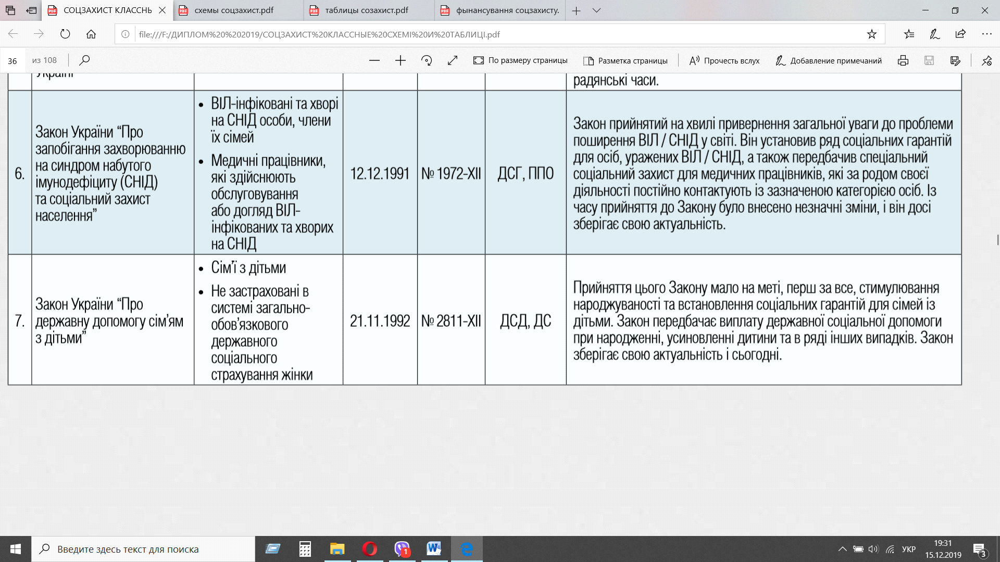 СОЦЗАХИСТ КЛАССНЬ
схемы соцзахист.pdf
таблицы созахист.pdf
фынансування соцзахисту.
file:///F:/ДИПЛОМ%20%202019/СОЦЗАХИСТ%20КЛАССНЫЕ%20СХЕМІ%20И%20ТАБЛИЦІ.pdf
36 из 108
По размеру страницы
Разметка страницы
Прочесть вслух
Добавление примечаний
Україні
радянські часи.
6.
Закон України “Про
запобігання захворюванню
на синдром набутого
імунодефіциту (СНІД)
та соціальний захист
населення”
• ВІЛ-інфіковані та хворі
на СНІД особи, члени
їх сімей
• Медичні працівники,
які здійснюють
обслуговування
або догляд ВІЛ-
інфікованих та хворих
на СНІД
12.12.1991
№ 1972-XII
ДСГ, ППО
Закон прийнятий на хвилі привернення загальної уваги до проблеми
поширення ВІЛ / СНІД у світі. Він установив ряд соціальних гарантій
для осіб, уражених ВІЛ / СНІД, а також передбачив спеціальний
соціальний захист для медичних працівників, які за родом своєї
діяльності постійно контактують із зазначеною категорією осіб. Із
часу прийняття до Закону було внесено незначні зміни, і він досі
зберігає свою актуальність.
7.
Закон України “Про
державну допомогу сім’ям
з дітьми”
• Сім’ї з дітьми
• Не застраховані в
системі загально-
обов’язкового
державного
соціального
страхування жінки
21.11.1992
№ 2811-XII
ДСД, ДС
Прийняття цього Закону мало на меті, перш за все, стимулювання
народжуваності та встановлення соціальних гарантій для сімей із
дітьми. Закон передбачає виплату державної соціальної допомоги
при народженні, усиновленні дитини та в ряді інших випадків. Закон
зберігає свою актуальність і сьогодні.
Введите здесь текст для поиска
1
УКР
19:31
15.12.2019
3